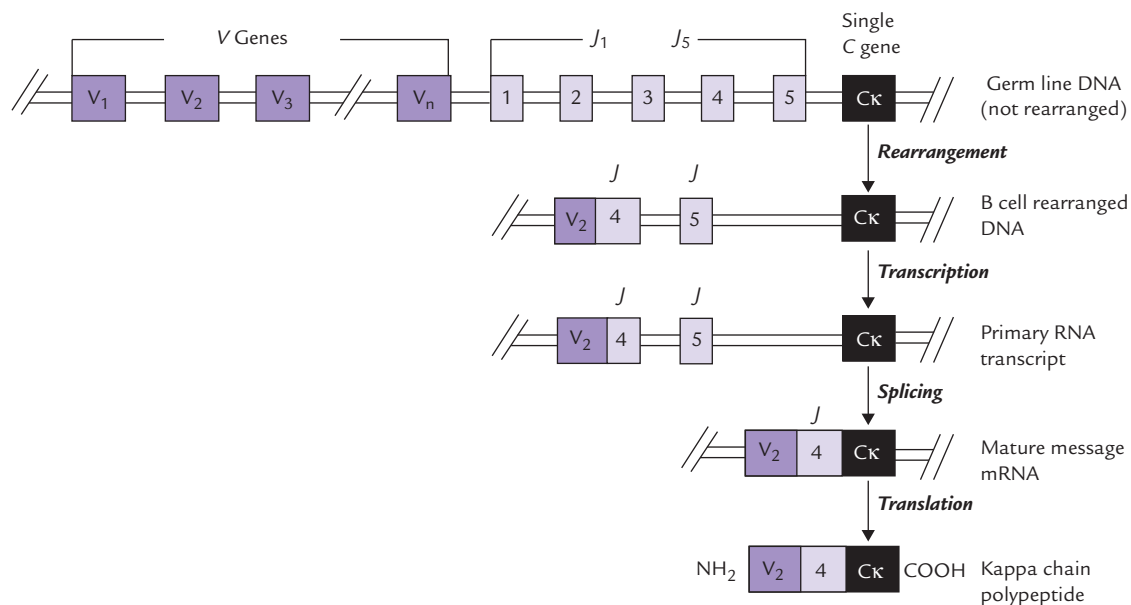 V Genes
J₁
J₅
Single
C gene
V₁
V₂
V₃
Vₙ
1
2
3
4
5
Cκ
Germ line DNA
(not rearranged)
Rearrangement
J
J
V₂
4
5
Cκ
B cell rearranged
DNA
Transcription
J
J
V₂
4
5
Cκ
Primary RNA
transcript
Splicing
J
V₂
4
Cκ
Mature message
mRNA
Translation
NH₂
V₂
4
Cκ
COOH
Kappa chain
polypeptide